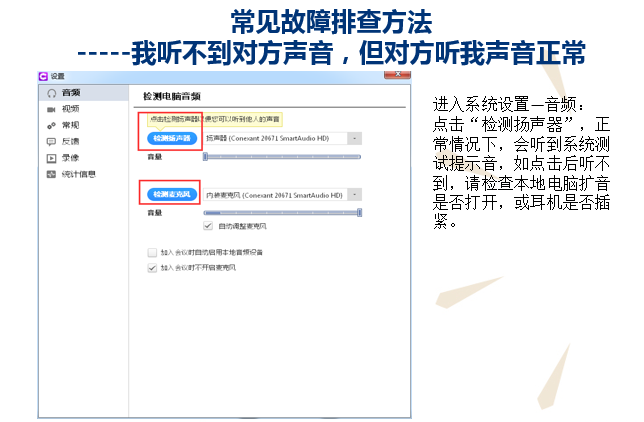 常见故障排查方法
-----我听不到对方声音，但对方听我声音正常
设置
音频
视频
常规
反馈
录像
统计信息
检测电脑音频
点击检测扬声器以便您可以听到他人的声音
检测扬声器
扬声器 (Conexant 20671 SmartAudio HD)
音量
检测麦克风
内装麦克风 (Conexant 20671 SmartAudio HD)
音量
自动调整麦克风
加入会议时自动启用本地音频设备
加入会议时不开启麦克风
进入系统设置—音频：
点击“检测扬声器”，正
常情况下，会听到系统测
试提示音，如点击后听不
到，请检查本地电脑扩音
是否打开，或耳机是否插
紧。